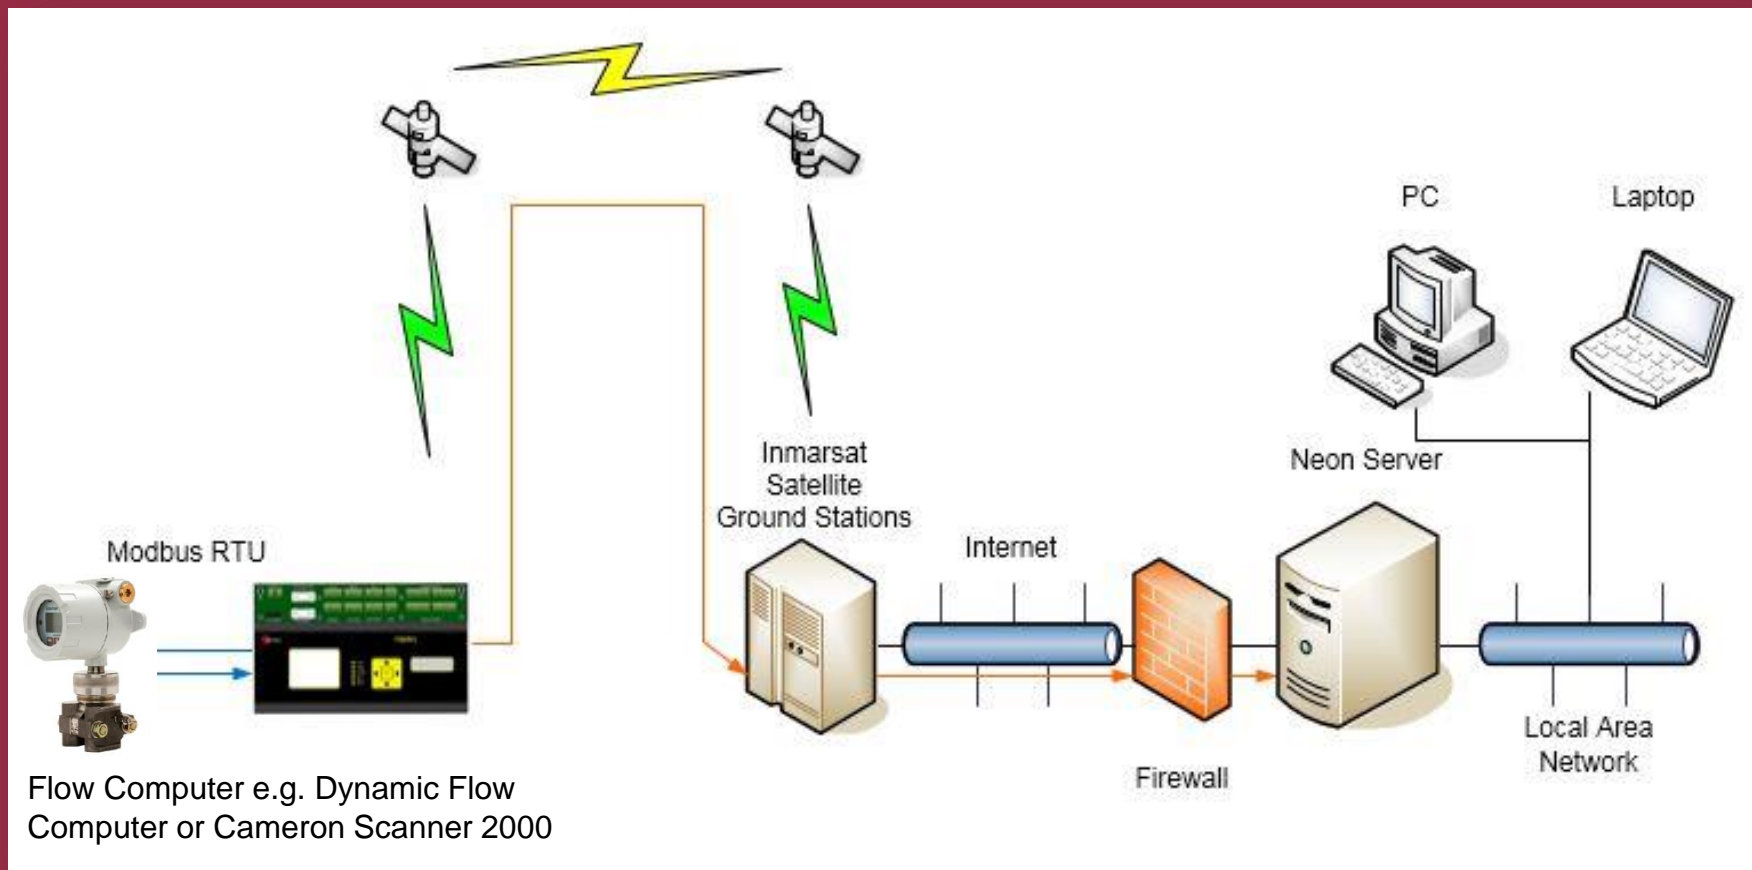 PC
Laptop
Inmarsat
Satellite
Ground Stations
Neon Server
Modbus RTU
Internet
Local Area
Network
Firewall
Flow Computer e.g. Dynamic Flow
Computer or Cameron Scanner 2000